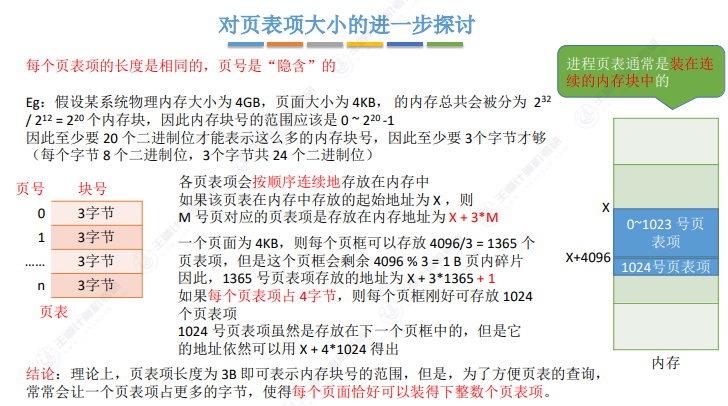 对页表项大小的进一步探讨
每个页表项的长度是相同的，页号是“隐含”的
进程页表通常是装在连
续的内存块中的
Eg：假设某系统物理内存大小为 4GB，页面大小为 4KB， 的内存总共会被分为 2³²
/ 2¹² = 2²⁰ 个内存块，因此内存块号的范围应该是 0 ~ 2²⁰ -1
因此至少要 20 个二进制位才能表示这么多的内存块号，因此至少要 3个字节才够
（每个字节 8 个二进制位，3个字节共 24 个二进制位）
页号 块号
0 3字节
1 3字节
…… 3字节
n 3字节
页表
各页表项会按顺序连续地存放在内存中
如果该页表在内存中存放的起始地址为 X ，则
M 号页对应的页表项是存放在内存地址为 X + 3*M
一个页面为 4KB，则每个页框可以存放 4096/3 = 1365 个
页表项，但是这个页框会剩余 4096 % 3 = 1 B 页内碎片
因此，1365 号页表项存放的地址为 X + 3*1365 + 1
如果每个页表项占 4字节，则每个页框刚好可存放 1024
个页表项
1024 号页表项虽然是存放在下一个页框中的，但是它
的地址依然可以用 X + 4*1024 得出
X
0~1023 号页
表项
X+4096
1024号页表项
内存
结论：理论上，页表项长度为 3B 即可表示内存块号的范围，但是，为了方便页表的查询，
常常会让一个页表项占更多的字节，使得每个页面恰好可以装得下整数个页表项。